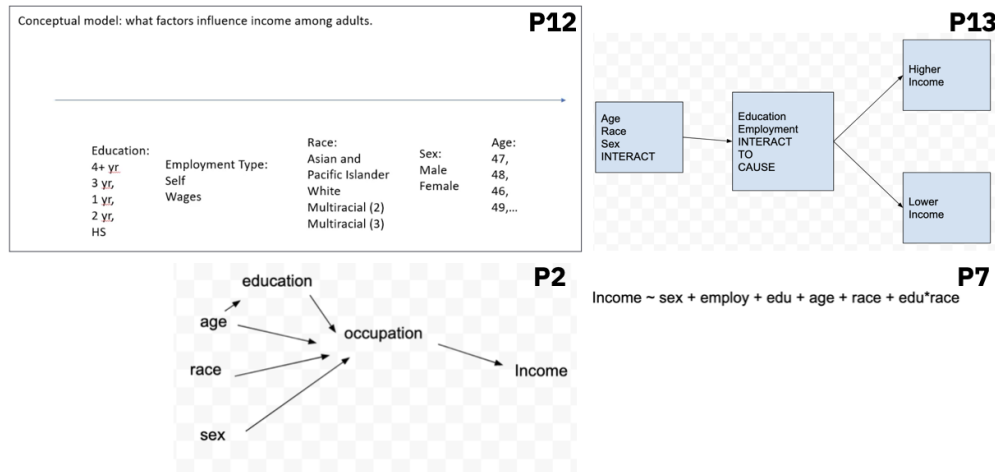 Conceptual model: what factors influence income among adults.
P12
Education:
4+ yr
3 yr,
1 yr,
2 yr,
HS
Employment Type:
Self
Wages
Race:
Asian and
Pacific Islander
White
Multiracial (2)
Multiracial (3)
Sex:
Male
Female
Age:
47,
48,
46,
49,...
P13
Age
Race
Sex
INTERACT
Education
Employment
INTERACT
TO
CAUSE
Higher
Income
Lower
Income
P2
education
age
occupation
race
Income
sex
P7
Income ~ sex + employ + edu + age + race + edu*race